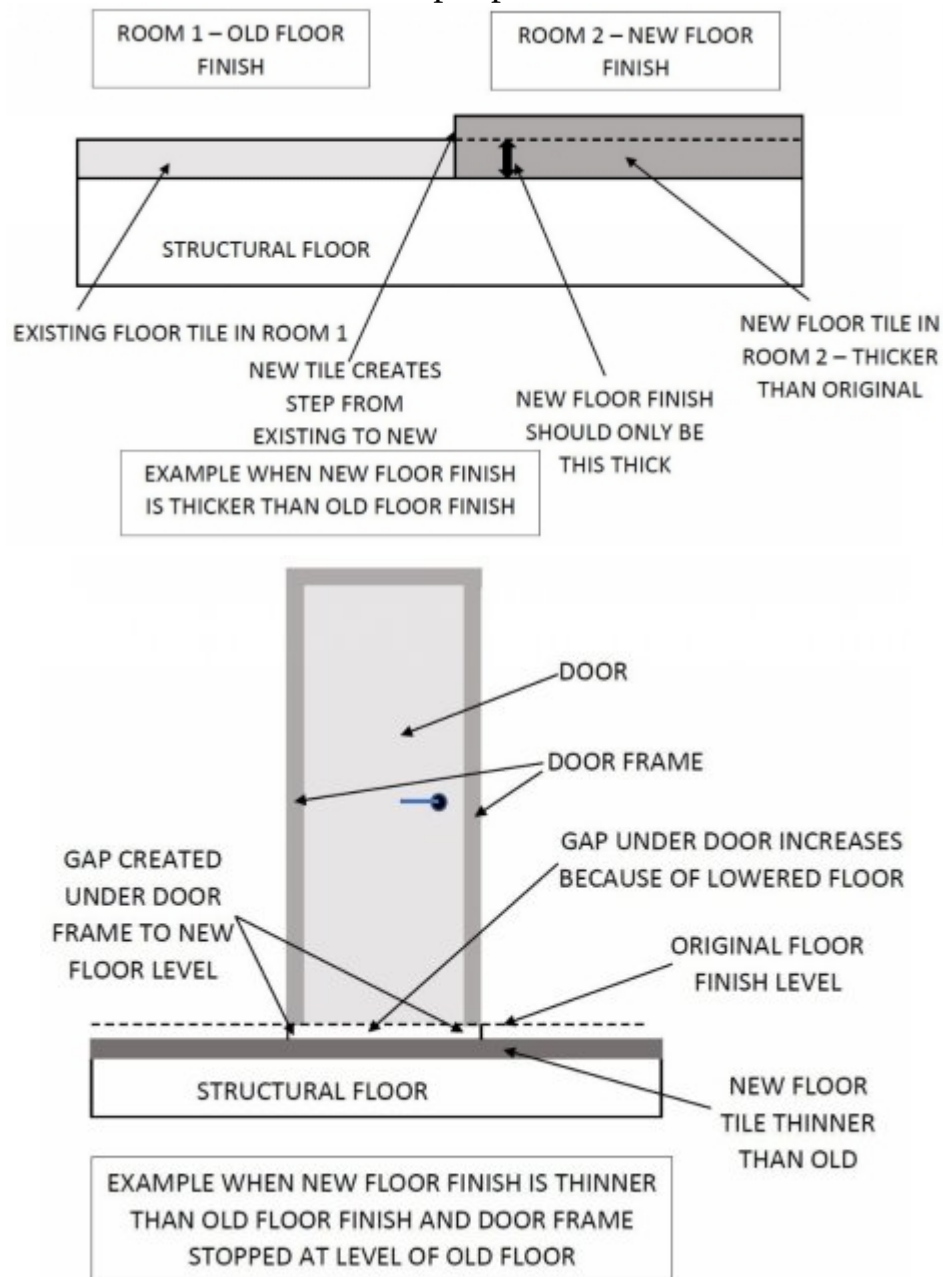 ROOM 1 – OLD FLOOR
FINISH
ROOM 2 – NEW FLOOR
FINISH
STRUCTURAL FLOOR
EXISTING FLOOR TILE IN ROOM 1
NEW TILE CREATES
STEP FROM
EXISTING TO NEW
NEW FLOOR FINISH
SHOULD ONLY BE
THIS THICK
NEW FLOOR TILE IN
ROOM 2 – THICKER
THAN ORIGINAL
EXAMPLE WHEN NEW FLOOR FINISH
IS THICKER THAN OLD FLOOR FINISH
DOOR
DOOR FRAME
GAP CREATED
UNDER DOOR
FRAME TO NEW
FLOOR LEVEL
GAP UNDER DOOR INCREASES
BECAUSE OF LOWERED FLOOR
ORIGINAL FLOOR
FINISH LEVEL
STRUCTURAL FLOOR
NEW FLOOR
TILE THINNER
THAN OLD
EXAMPLE WHEN NEW FLOOR FINISH IS THINNER
THAN OLD FLOOR FINISH AND DOOR FRAME
STOPPED AT LEVEL OF OLD FLOOR